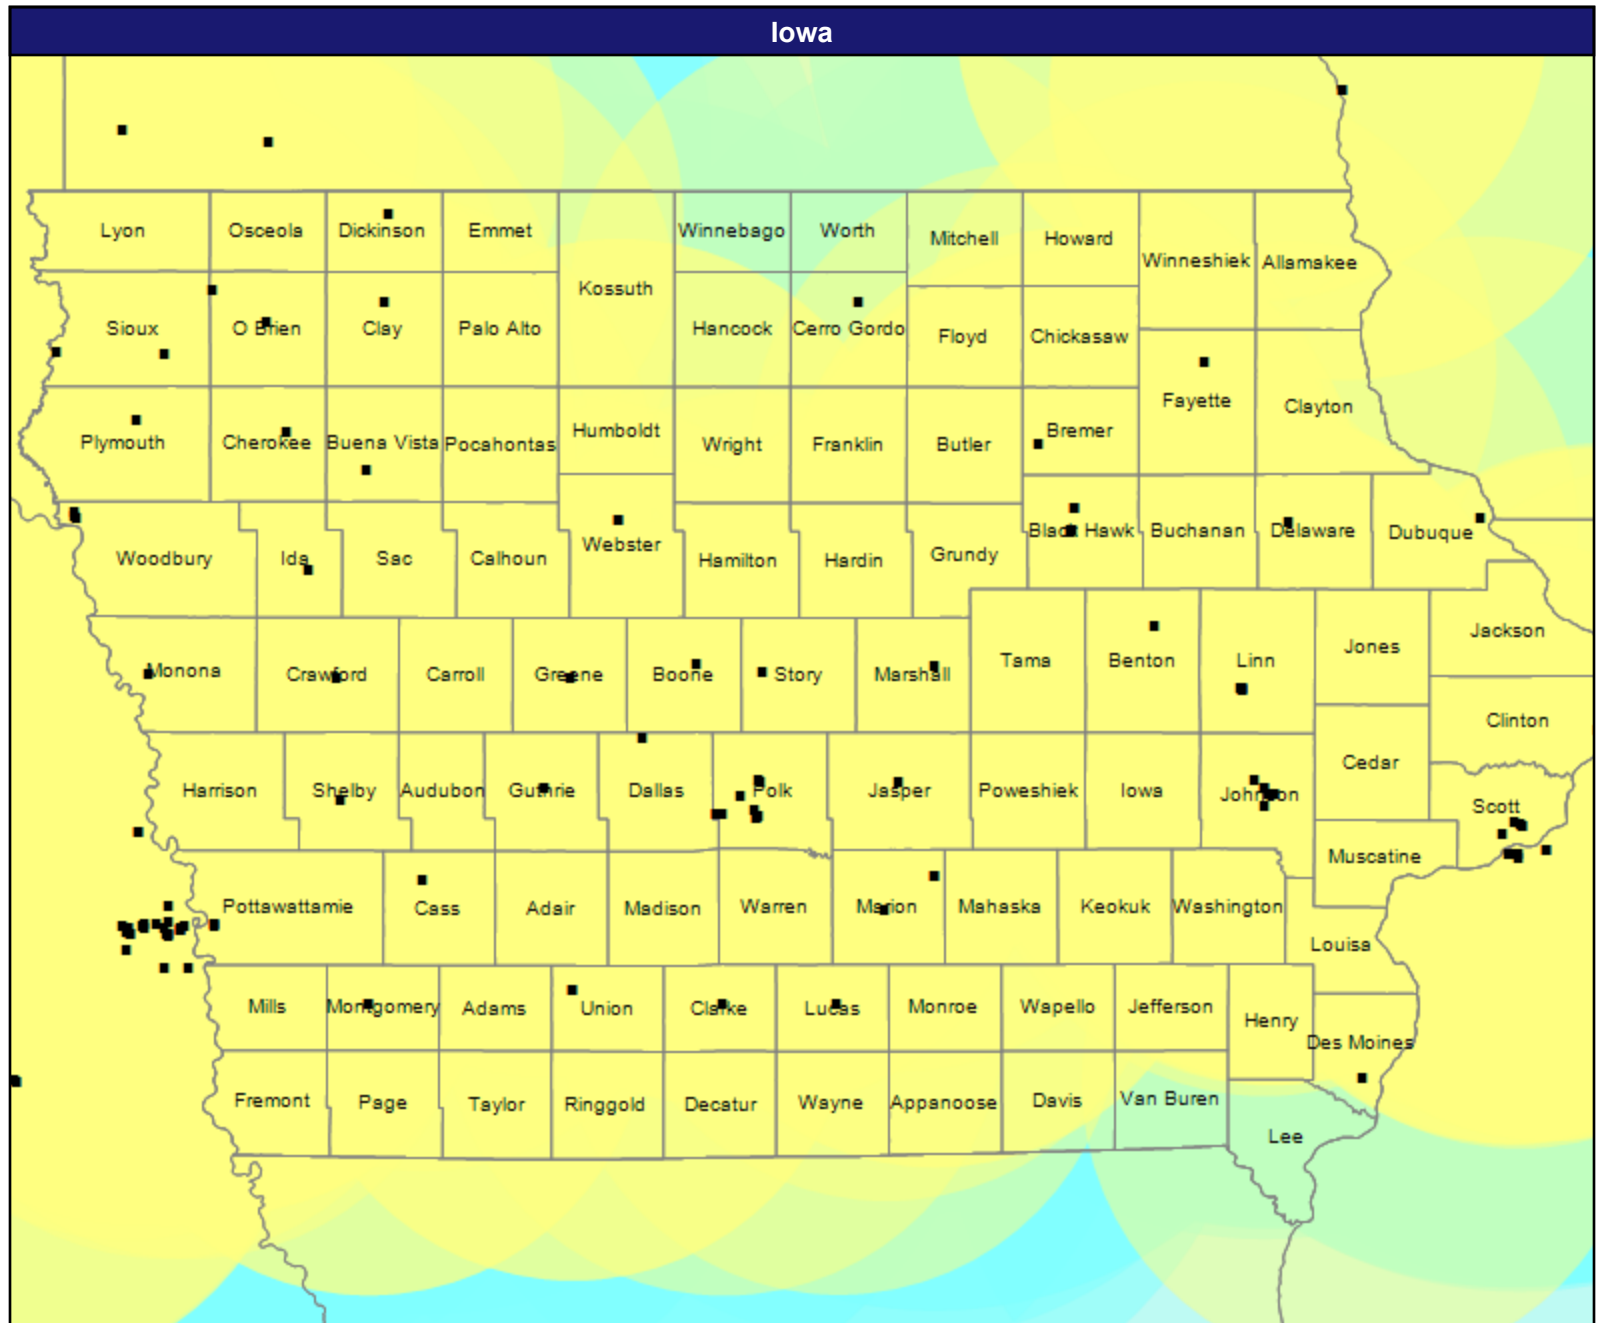 Iowa
Lyon
Osceola
Dickinson
Emmet
Winnebago
Worth
Mitchell
Howard
Winneshiek
Allamakee
Kossuth
Sioux
O Brien
Clay
Palo Alto
Hancock
Cerro Gordo
Floyd
Chickasaw
Fayette
Clayton
Plymouth
Cherokee
Buena Vista
Pocahontas
Humboldt
Wright
Franklin
Butler
Bremer
Woodbury
Ida
Sac
Calhoun
Webster
Hamilton
Hardin
Grundy
Black Hawk
Buchanan
Delaware
Dubuque
Monona
Crawford
Carroll
Greene
Boone
Story
Marshall
Tama
Benton
Linn
Jones
Jackson
Clinton
Harrison
Shelby
Audubon
Guthrie
Dallas
Polk
Jasper
Poweshiek
Iowa
Johnson
Cedar
Scott
Muscatine
Pottawattamie
Cass
Adair
Madison
Warren
Marion
Mahaska
Keokuk
Washington
Louisa
Mills
Montgomery
Adams
Union
Clarke
Lucas
Monroe
Wapello
Jefferson
Henry
Des Moines
Fremont
Page
Taylor
Ringgold
Decatur
Wayne
Appanoose
Davis
Van Buren
Lee